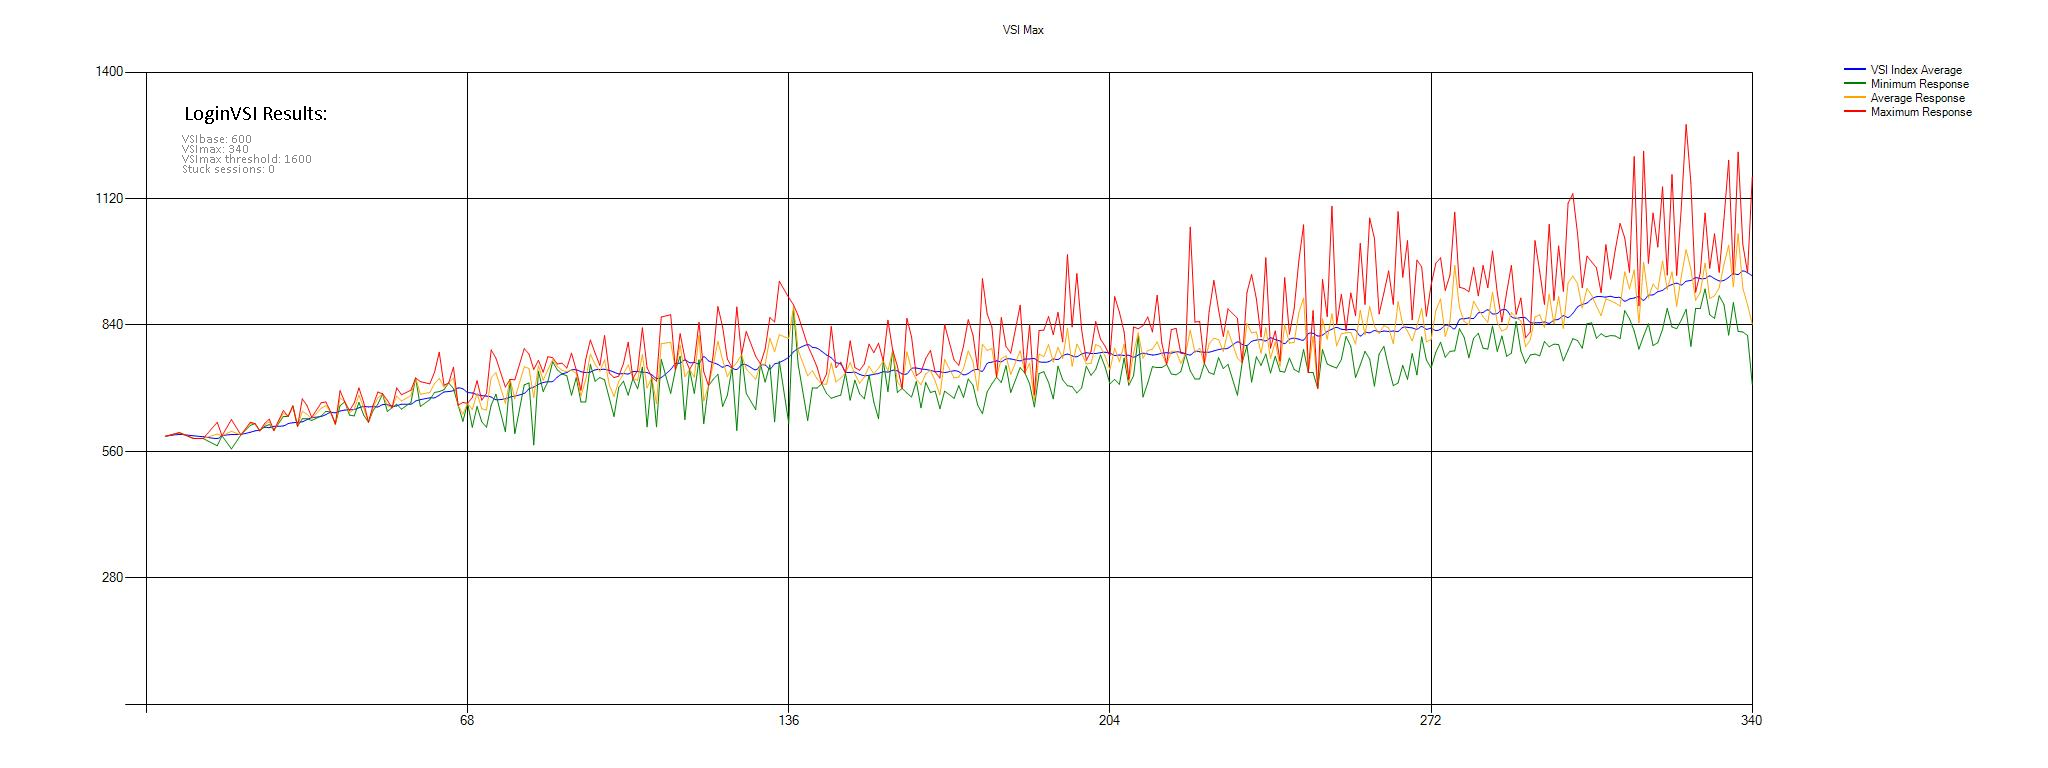 VSI Max
1400
1120
840
560
280
68
136
204
272
340
LoginVSI Results:
VSIbase: 600
VSImax: 340
VSImax threshold: 1600
Stuck sessions: 0
VSI Index Average
Minimum Response
Average Response
Maximum Response